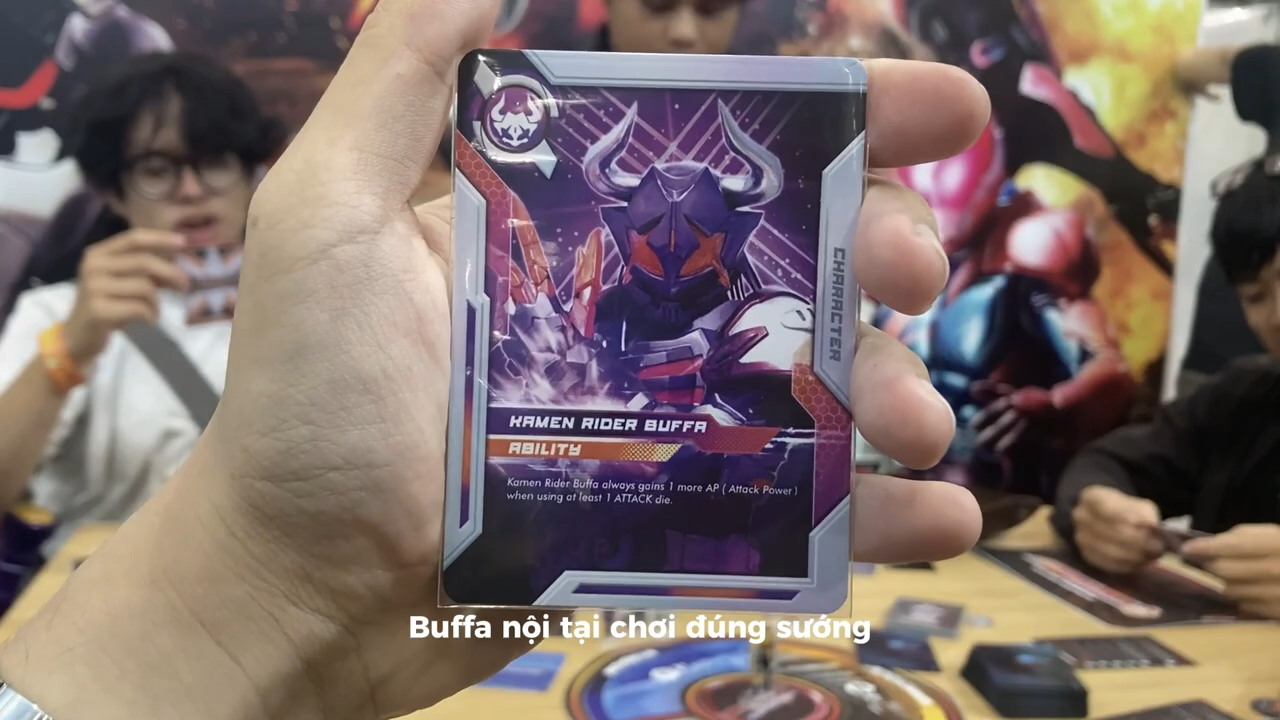 CHARACTER
KAMEN RIDER BUFFA
ABILITY
Kamen Rider Buffa always gains 1 more AP ( Attack Power )
when using at least 1 ATTACK die.
Buffa nội tại chơi đúng sướng